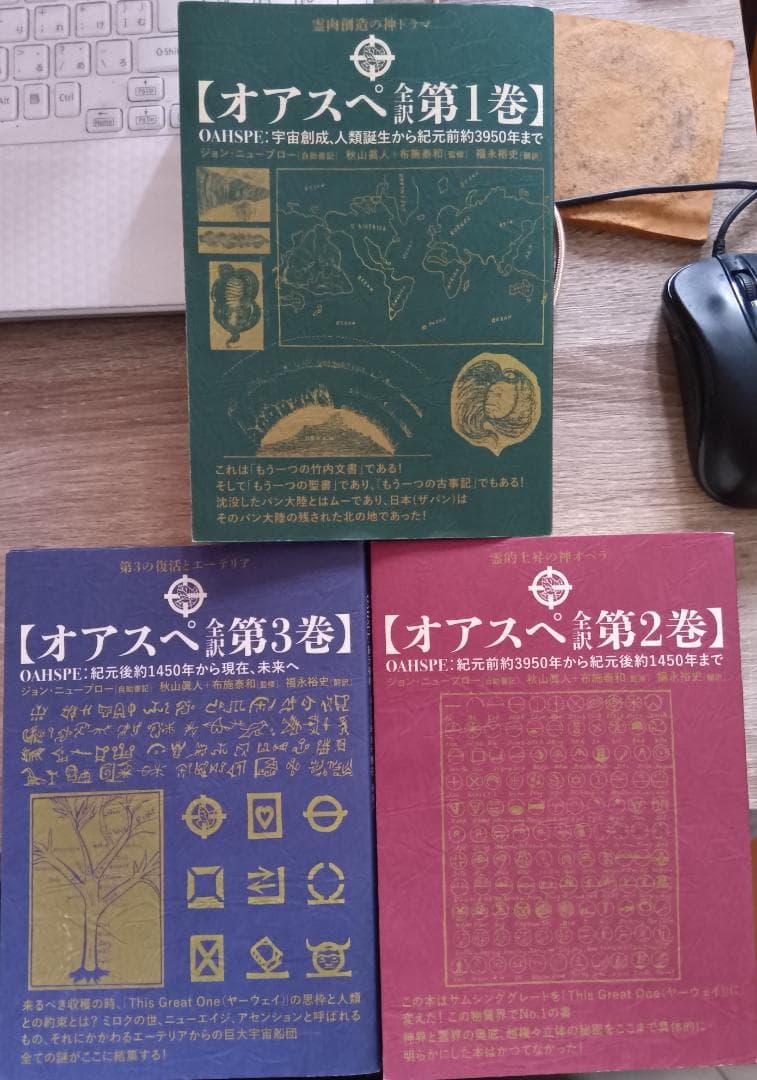 霊肉創造の神ドラマ
【オアスペ 全訳 第1巻】
OAHSPE：宇宙創成、人類誕生から紀元前約3950年まで
ジョン・ニューブロー[自動書記] 秋山眞人＋布施泰和[監修] 福永裕史[翻訳]
これは「もう一つの竹内文書」である！
そして「もう一つの聖書」であり、「もう一つの古事記」でもある！
沈没したパン大陸とはムーであり、日本（ザパン）は
そのパン大陸の残された北の地であった！
第3の復活とエーテリア
【オアスペ 全訳 第3巻】
OAHSPE：紀元後約1450年から現在、未来へ
ジョン・ニューブロー[自動書記] 秋山眞人＋布施泰和[監修] 福永裕史[翻訳]
来るべき収穫の時、「This Great One（ヤーウェイ）」の思枠と人類
との約束とは？ ミロクの世、ニューエイジ、アセンションと呼ばれる
もの、それにかかわるエーテリアからの巨大宇宙船団──
全ての謎がここに結集する！
霊的上昇の神オペラ
【オアスペ 全訳 第2巻】
OAHSPE：紀元前約3950年から紀元後約1450年まで
ジョン・ニューブロー[自動書記] 秋山眞人＋布施泰和[監修] 福永裕史[翻訳]
この本はサムシンググレートを「This Great One（ヤーウェイ）」に
変えた！この物質界でNo.1の書
神界と霊界の奥底、超複々立体の秘密をここまで具体的に
明らかにした本はかつてなかった！
Alt
Ctrl
Shift
Home
PgDn
PgUp